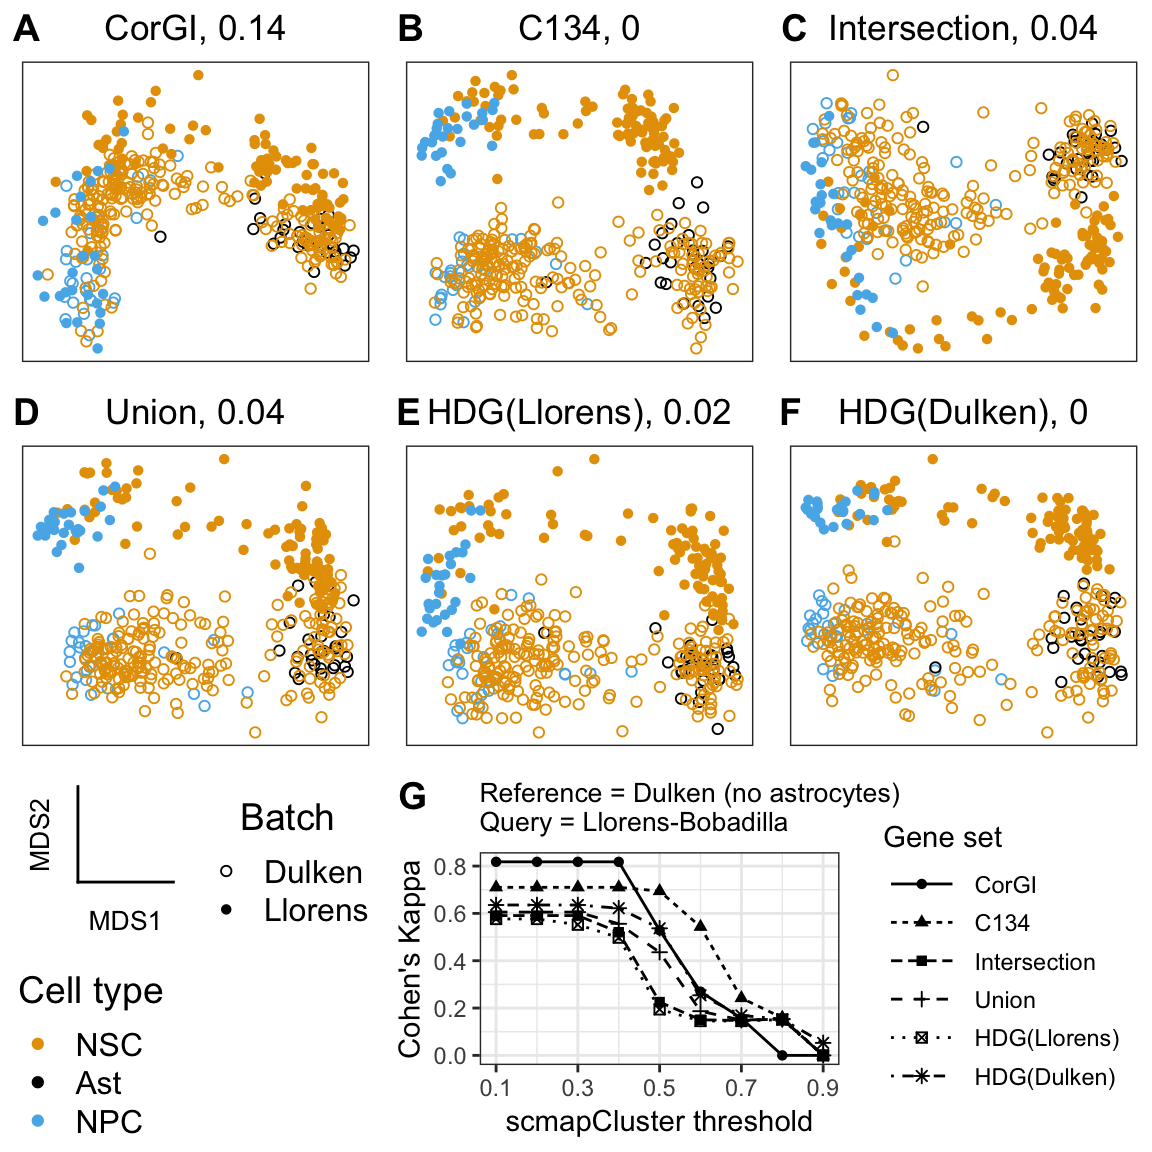 A CorGI, 0.14
B C134, 0
C Intersection, 0.04
D Union, 0.04
E HDG(Llorens), 0.02
F HDG(Dulken), 0
MDS2
MDS1
Batch
Dulken
Llorens
Cell type
NSC
Ast
NPC
G Reference = Dulken (no astrocytes)
Query = Llorens-Bobadilla
Cohen's Kappa
0.8
0.6
0.4
0.2
0.0
0.1 0.3 0.5 0.7 0.9
scmapCluster threshold
Gene set
CorGI
C134
Intersection
Union
HDG(Llorens)
HDG(Dulken)